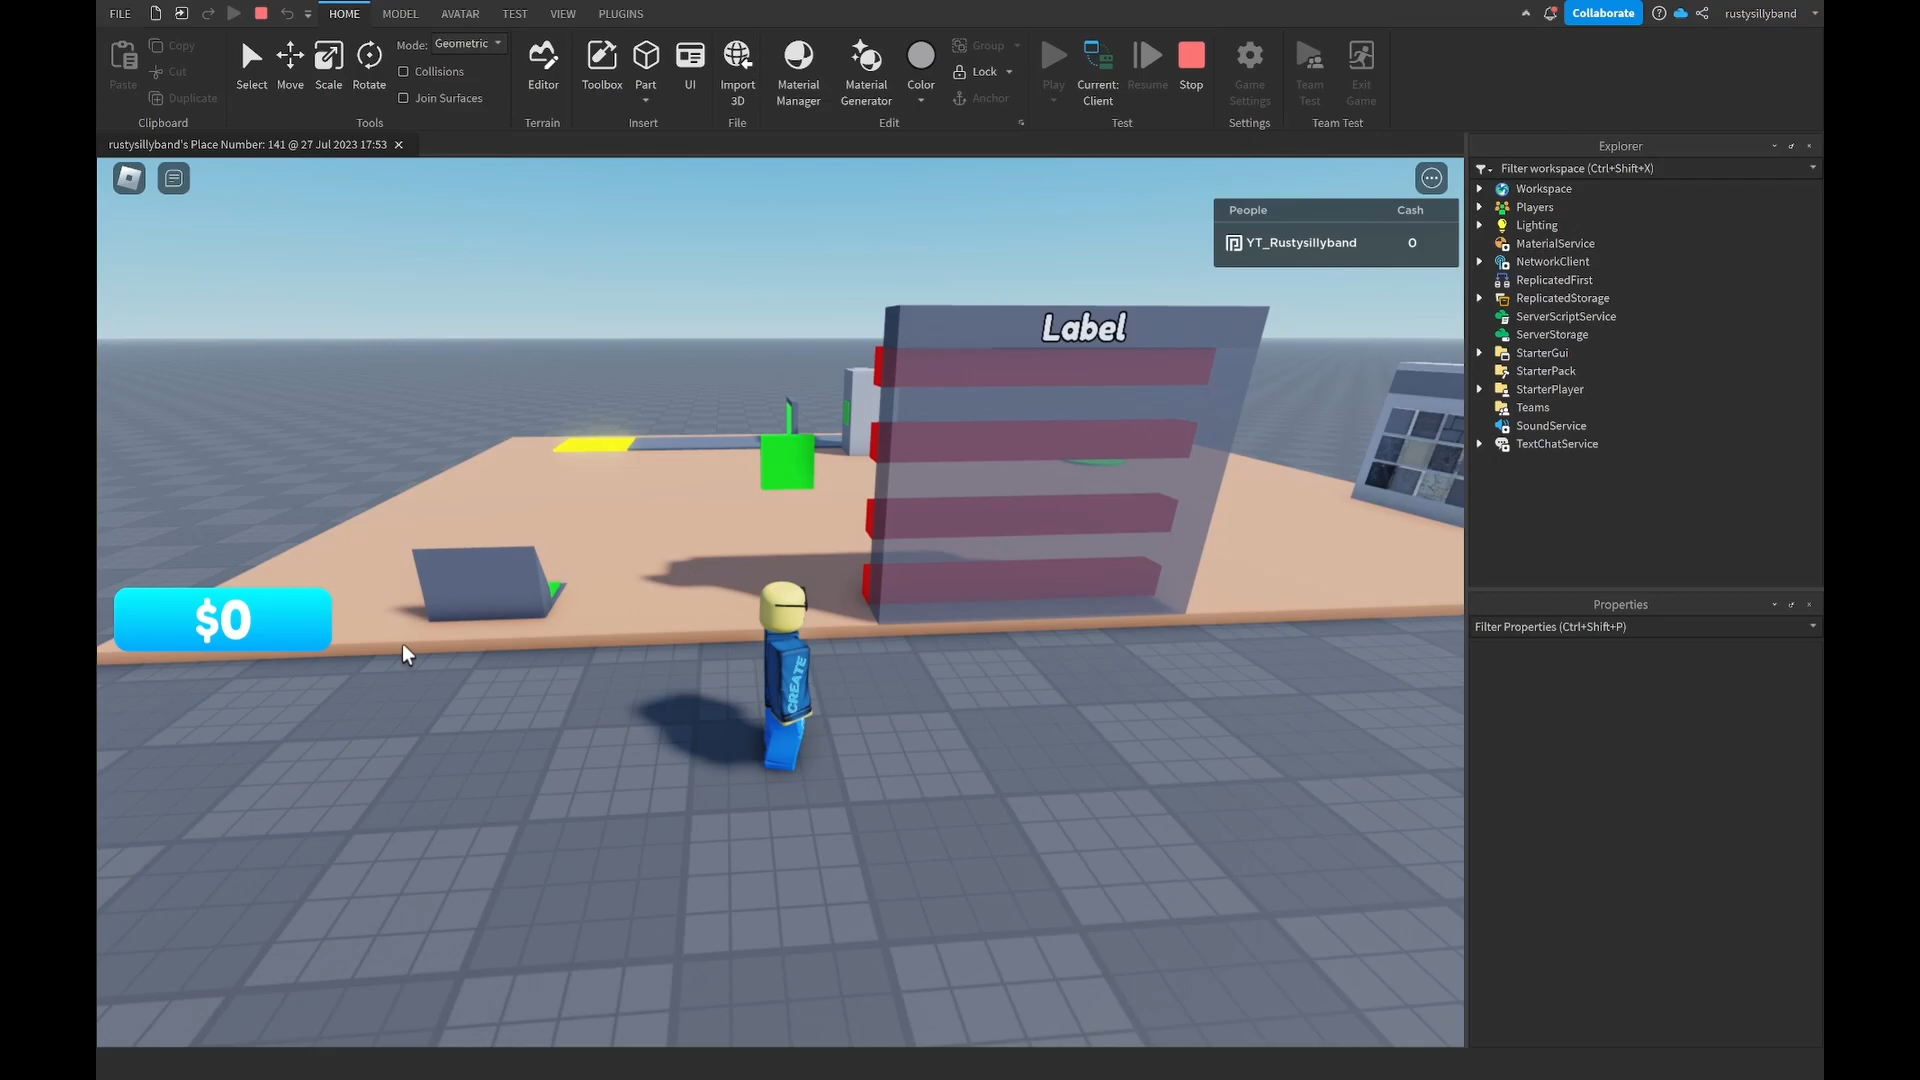 FILE HOME MODEL AVATAR TEST VIEW PLUGINS Collaborate rustysillyband
Paste Copy Cut Duplicate Clipboard
Select Move Scale Rotate Mode: Geometric Collisions Join Surfaces Tools
Editor Terrain
Toolbox Part UI Insert
Import 3D File
Material Manager Material Generator Color Group Lock Anchor Edit
Play Current: Client Resume Stop Test
Game Settings Settings
Team Test Exit Game Team Test
rustysillyband's Place Number: 141 @ 27 Jul 2023 17:53
People Cash
YT_Rustysillyband 0
Label
CREATE
$0
Explorer
Filter workspace (Ctrl+Shift+X)
Workspace
Players
Lighting
MaterialService
NetworkClient
ReplicatedFirst
ReplicatedStorage
ServerScriptService
ServerStorage
StarterGui
StarterPack
StarterPlayer
Teams
SoundService
TextChatService
Properties
Filter Properties (Ctrl+Shift+P)